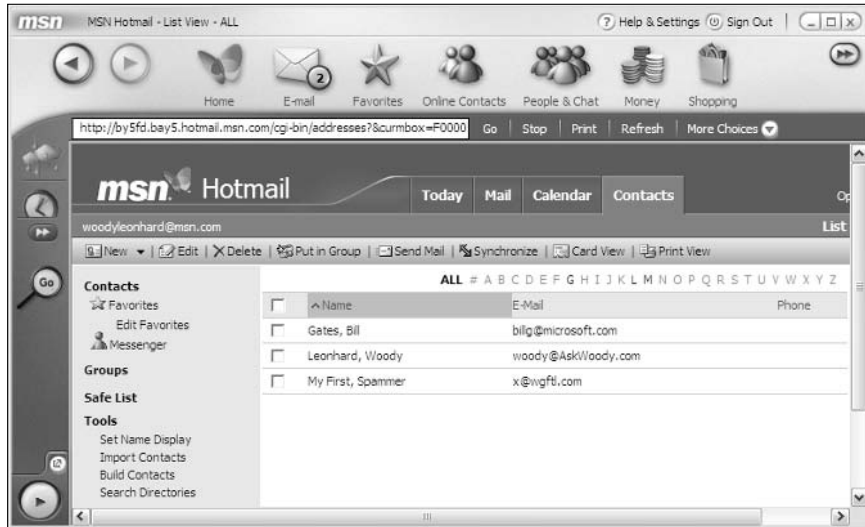 msn MSN Hotmail - List View - ALL ? Help & Settings Sign Out
2
Home E-mail Favorites Online Contacts People & Chat Money Shopping
http://by5fd.bay5.hotmail.msn.com/cgi-bin/addresses?&curmbox=F0000 Go Stop Print Refresh More Choices
msn Hotmail Today Mail Calendar Contacts Op
woodyleonhard@msn.com List
New | Edit | Delete | Put in Group | Send Mail | Synchronize | Card View | Print View
Go
ALL # A B C D E F G H I J K L M N O P Q R S T U V W X Y Z
Contacts
Favorites
Edit Favorites
Messenger
Groups
Safe List
Tools
Set Name Display
Import Contacts
Build Contacts
Search Directories
Name E-Mail Phone
Gates, Bill billg@microsoft.com
Leonhard, Woody woody@AskWoody.com
My First, Spammer x@wgftl.com